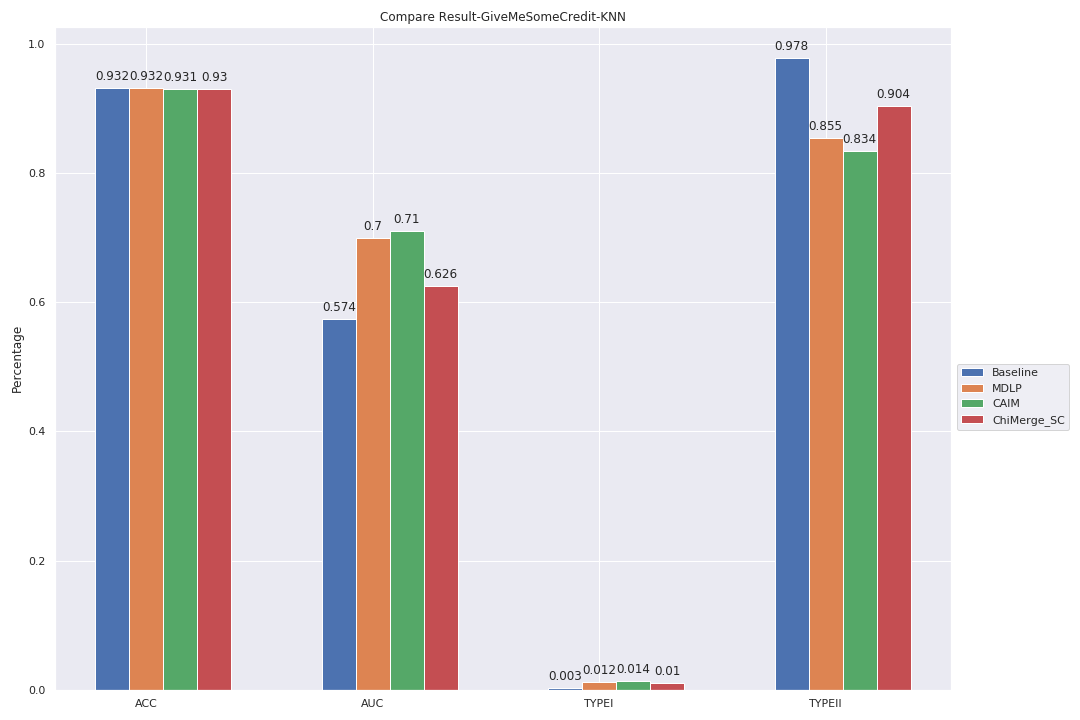 Compare Result-GiveMeSomeCredit-KNN
Percentage
1.0
0.8
0.6
0.4
0.2
0.0
0.932 0.932 0.931 0.93
0.574 0.7 0.71 0.626
0.003 0.012 0.014 0.01
0.978 0.855 0.834 0.904
ACC AUC TYPEI TYPEII
Baseline
MDLP
CAIM
ChiMerge_SC